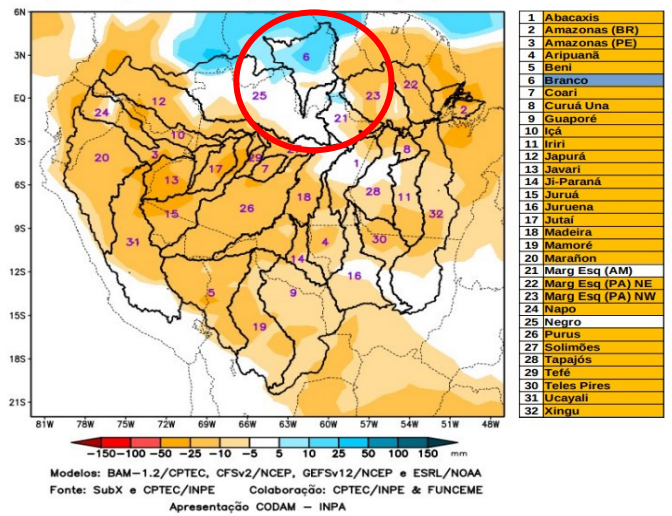 6N
3N
EQ
3S
6S
9S
12S
15S
18S
21S
6
25
23
22
2
12
24
21
10
20
3
29
8
17
7
1
13
28
11
18
15
26
32
31
4
30
14
16
5
9
19
81W 78W 75W 72W 69W 66W 63W 60W 57W 54W 51W 48W
-150 -100 -50 -25 -10 -5 5 10 25 50 100 150 mm
Modelos: BAM-1.2/CPTEC, CFSv2/NCEP, GEFSv12/NCEP e ESRL/NOAA
Fonte: SubX e CPTEC/INPE Colaboração: CPTEC/INPE & FUNCEME
Apresentação CODAM - INPA
1 Abacaxis
2 Amazonas (BR)
3 Amazonas (PE)
4 Aripuanã
5 Beni
6 Branco
7 Coari
8 Curuá Una
9 Guaporé
10 Içá
11 Iriri
12 Japurá
13 Javari
14 Ji-Paraná
15 Juruá
16 Juruena
17 Jutaí
18 Madeira
19 Mamoré
20 Marañon
21 Marg Esq (AM)
22 Marg Esq (PA) NE
23 Marg Esq (PA) NW
24 Napo
25 Negro
26 Purus
27 Solimões
28 Tapajós
29 Tefé
30 Teles Pires
31 Ucayali
32 Xingu